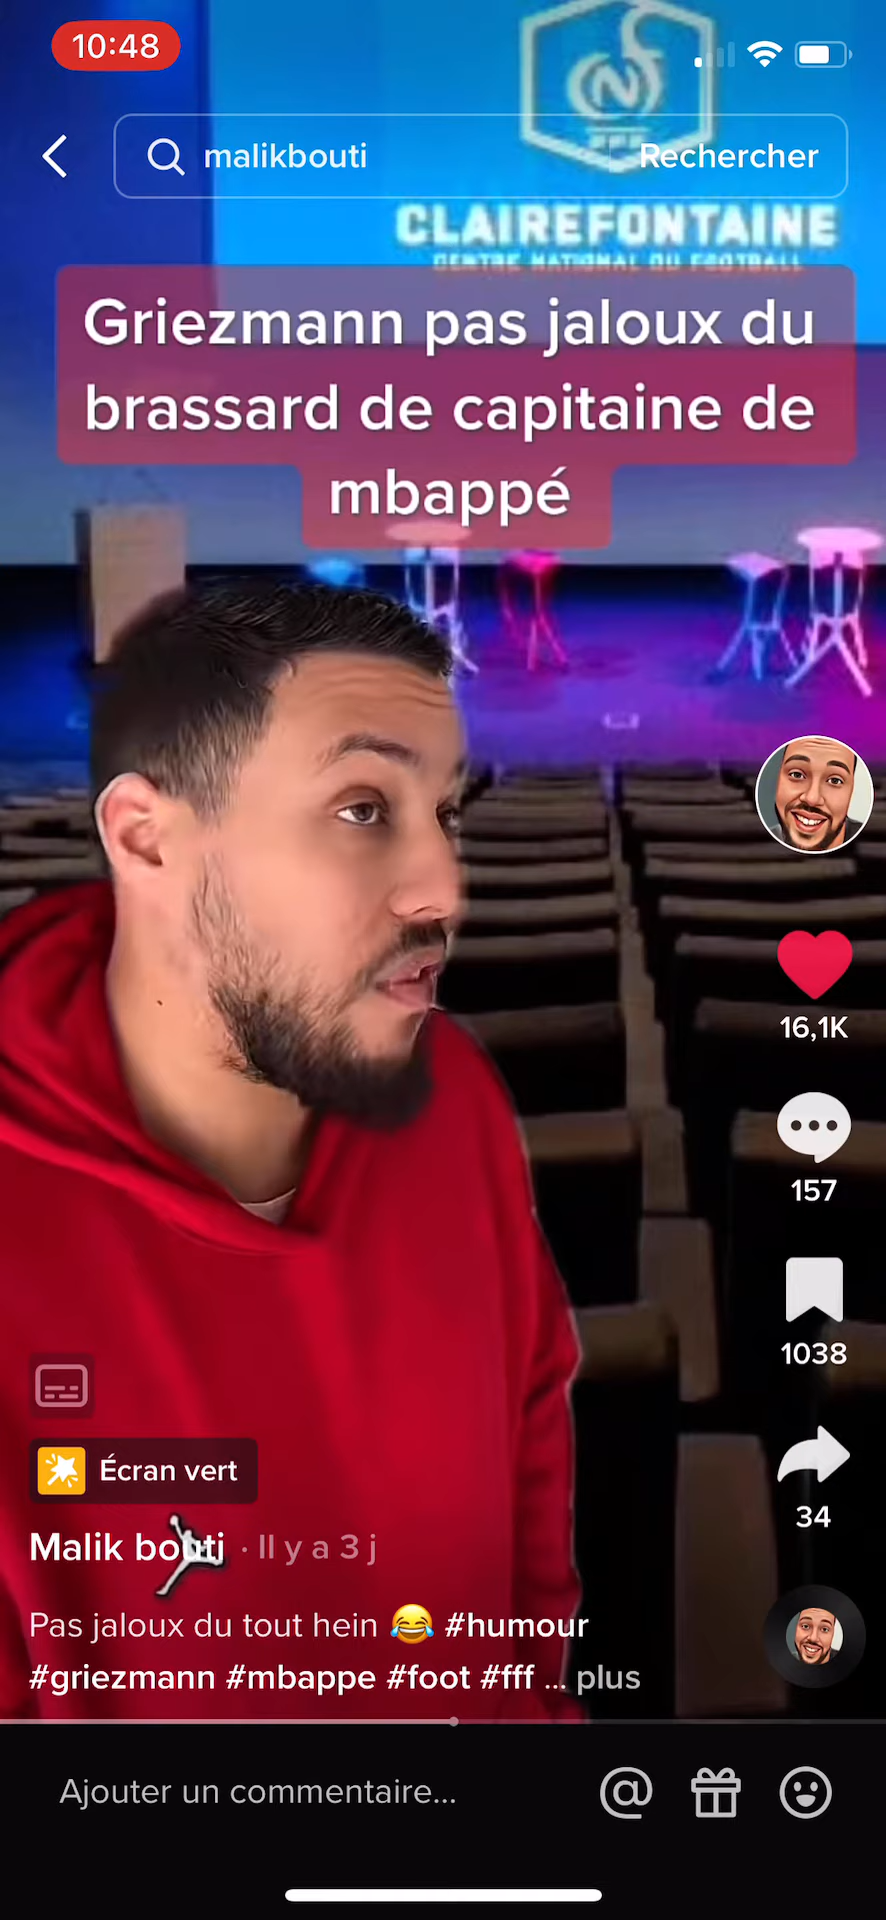 10:48
malikbouti
Rechercher
CLAIREFONTAINE
CENTRE NATIONAL DU FOOTBALL
Griezmann pas jaloux du
brassard de capitaine de
mbappé
16,1K
157
1038
Écran vert
34
Malik bouti · Il y a 3 j
Pas jaloux du tout hein 😂 #humour
#griezmann #mbappe #foot #fff ... plus
Ajouter un commentaire...